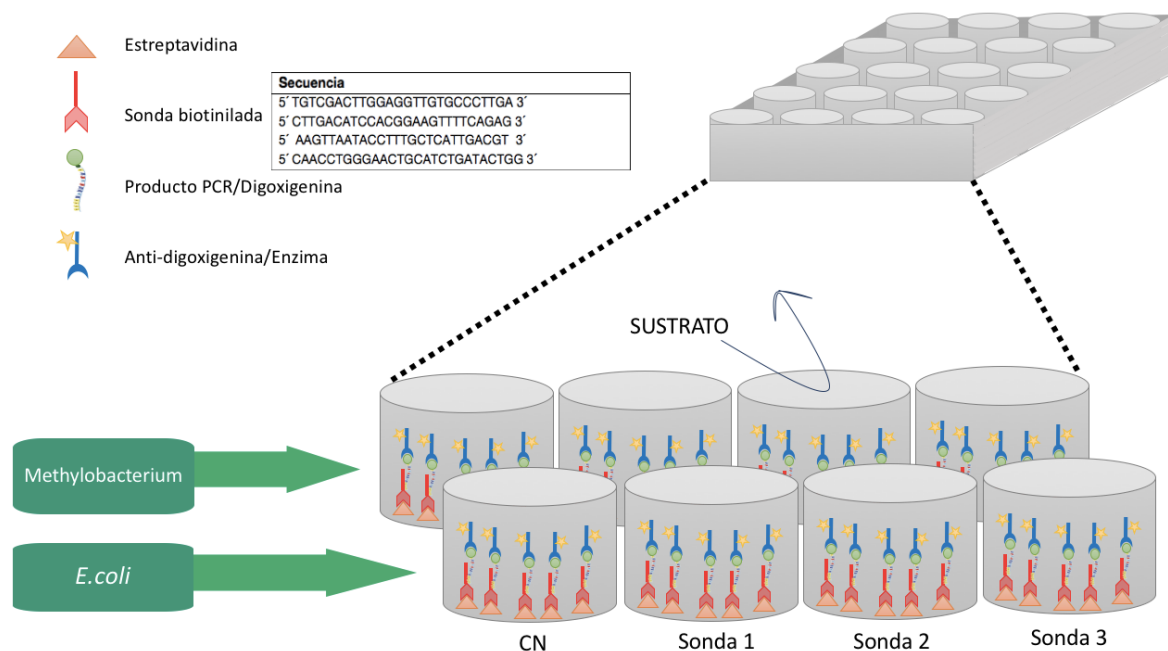 Estreptavidina
Sonda biotinilada
Producto PCR/Digoxigenina
Anti-digoxigenina/Enzima
Secuencia
5´ TGTCGACTTGGAGGTTGTGCCCTTGA 3´
5´ CTTGACATCCACGGAAGTTTTCAGAG 3´
5´ AAGTTAATACCTTTGCTCATTGACGT 3´
5´ CAACCTGGGAACTGCATCTGATACTGG 3´
SUSTRATO
Methylobacterium
E.coli
CN
Sonda 1
Sonda 2
Sonda 3